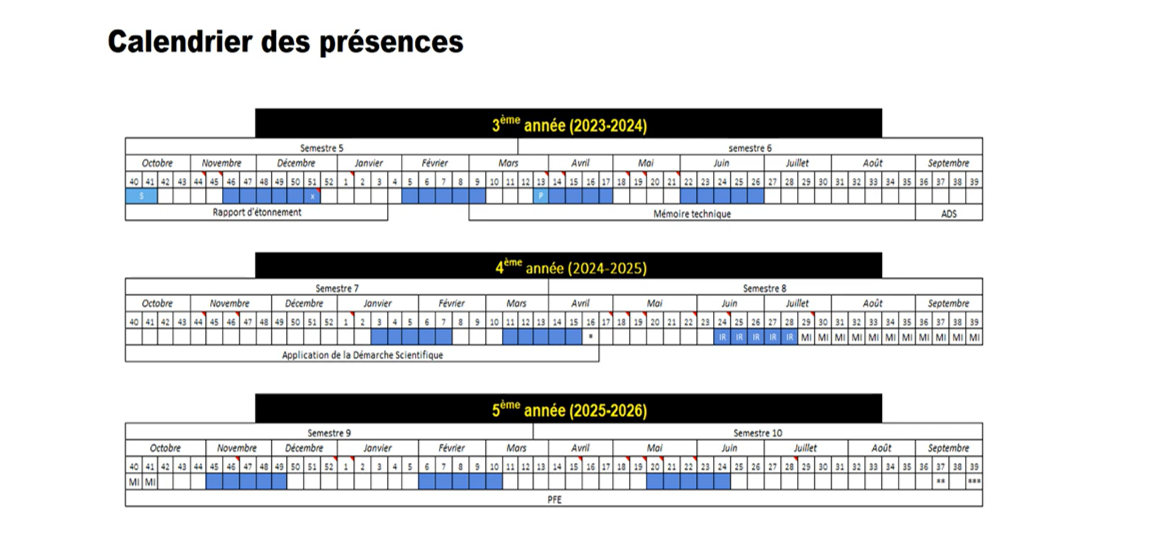 Calendrier des présences
3ème année (2023-2024)
Semestre 5 semestre 6
Octobre Novembre Décembre Janvier Février Mars Avril Mai Juin Juillet Août Septembre
40 41 42 43 44 45 46 47 48 49 50 51 52 1 2 3 4 5 6 7 8 9 10 11 12 13 14 15 16 17 18 19 20 21 22 23 24 25 26 27 28 29 30 31 32 33 34 35 36 37 38 39
S x P
Rapport d'étonnement Mémoire technique ADS
4ème année (2024-2025)
Semestre 7 Semestre 8
Octobre Novembre Décembre Janvier Février Mars Avril Mai Juin Juillet Août Septembre
40 41 42 43 44 45 46 47 48 49 50 51 52 1 2 3 4 5 6 7 8 9 10 11 12 13 14 15 16 17 18 19 20 21 22 23 24 25 26 27 28 29 30 31 32 33 34 35 36 37 38 39
* IR IR IR IR IR MI MI MI MI MI MI MI MI MI MI MI
Application de la Démarche Scientifique
5ème année (2025-2026)
Semestre 9 Semestre 10
Octobre Novembre Décembre Janvier Février Mars Avril Mai Juin Juillet Août Septembre
40 41 42 43 44 45 46 47 48 49 50 51 52 1 2 3 4 5 6 7 8 9 10 11 12 13 14 15 16 17 18 19 20 21 22 23 24 25 26 27 28 29 30 31 32 33 34 35 36 37 38 39
MI MI ** ***
PFE